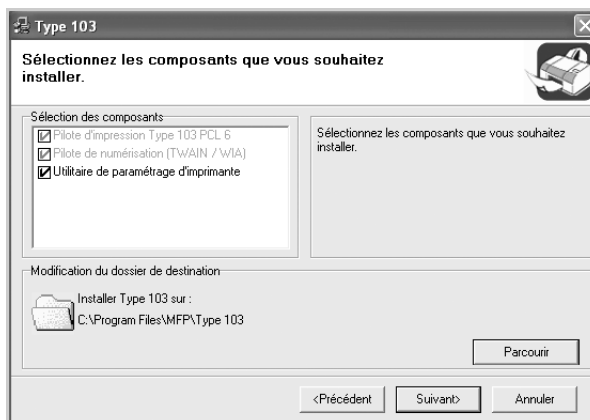 Type 103
Sélectionnez les composants que vous souhaitez
installer.
Sélection des composants
Pilote d'impression Type 103 PCL 6
Pilote de numérisation (TWAIN / WIA)
Utilitaire de paramétrage d'imprimante
Sélectionnez les composants que vous souhaitez
installer.
Modification du dossier de destination
Installer Type 103 sur :
C:\Program Files\MFP\Type 103
Parcourir
<Précédent
Suivant>
Annuler